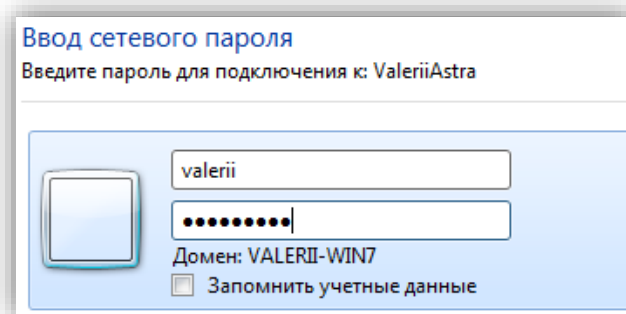 Ввод сетевого пароля
Введите пароль для подключения к: ValeriiAstra
valerii
●●●●●●●●●
Домен: VALERII-WIN7
Запомнить учетные данные